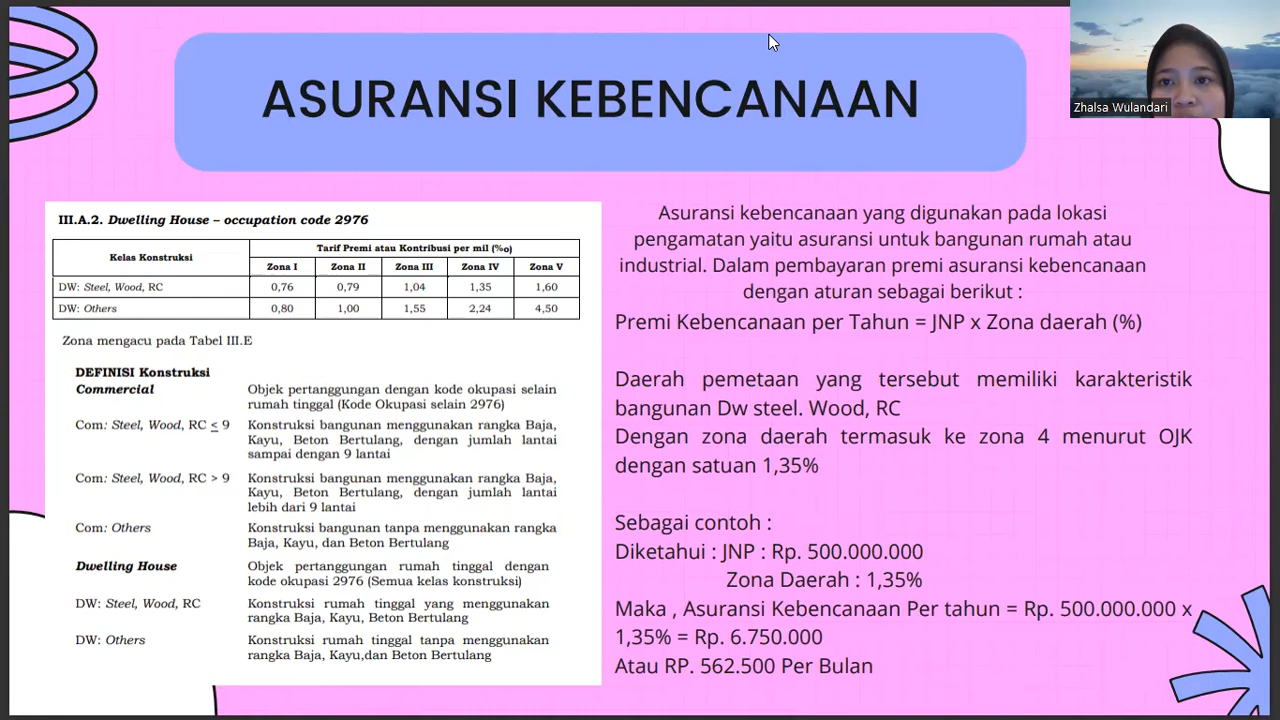 ASURANSI KEBENCANAAN
Zhalsa Wulandari
III.A.2. Dwelling House – occupation code 2976
Kelas Konstruksi
Tarif Premi atau Kontribusi per mil (‰)
Zona I Zona II Zona III Zona IV Zona V
DW: Steel, Wood, RC 0,76 0,79 1,04 1,35 1,60
DW: Others 0,80 1,00 1,55 2,24 4,50
Zona mengacu pada Tabel III.E
DEFINISI Konstruksi
Commercial Objek pertanggungan dengan kode okupasi selain
rumah tinggal (Kode Okupasi selain 2976)
Com: Steel, Wood, RC ≤ 9 Konstruksi bangunan menggunakan rangka Baja,
Kayu, Beton Bertulang, dengan jumlah lantai
sampai dengan 9 lantai
Com: Steel, Wood, RC > 9 Konstruksi bangunan menggunakan rangka Baja,
Kayu, Beton Bertulang, dengan jumlah lantai
lebih dari 9 lantai
Com: Others Konstruksi bangunan tanpa menggunakan rangka
Baja, Kayu, dan Beton Bertulang
Dwelling House Objek pertanggungan rumah tinggal dengan
kode okupasi 2976 (Semua kelas konstruksi)
DW: Steel, Wood, RC Konstruksi rumah tinggal yang menggunakan
rangka Baja, Kayu, Beton Bertulang
DW: Others Konstruksi rumah tinggal tanpa menggunakan
rangka Baja, Kayu,dan Beton Bertulang
Asuransi kebencanaan yang digunakan pada lokasi
pengamatan yaitu asuransi untuk bangunan rumah atau
industrial. Dalam pembayaran premi asuransi kebencanaan
dengan aturan sebagai berikut :
Premi Kebencanaan per Tahun = JNP x Zona daerah (%)
Daerah pemetaan yang tersebut memiliki karakteristik
bangunan Dw steel. Wood, RC
Dengan zona daerah termasuk ke zona 4 menurut OJK
dengan satuan 1,35%
Sebagai contoh :
Diketahui : JNP : Rp. 500.000.000
Zona Daerah : 1,35%
Maka , Asuransi Kebencanaan Per tahun = Rp. 500.000.000 x
1,35% = Rp. 6.750.000
Atau RP. 562.500 Per Bulan